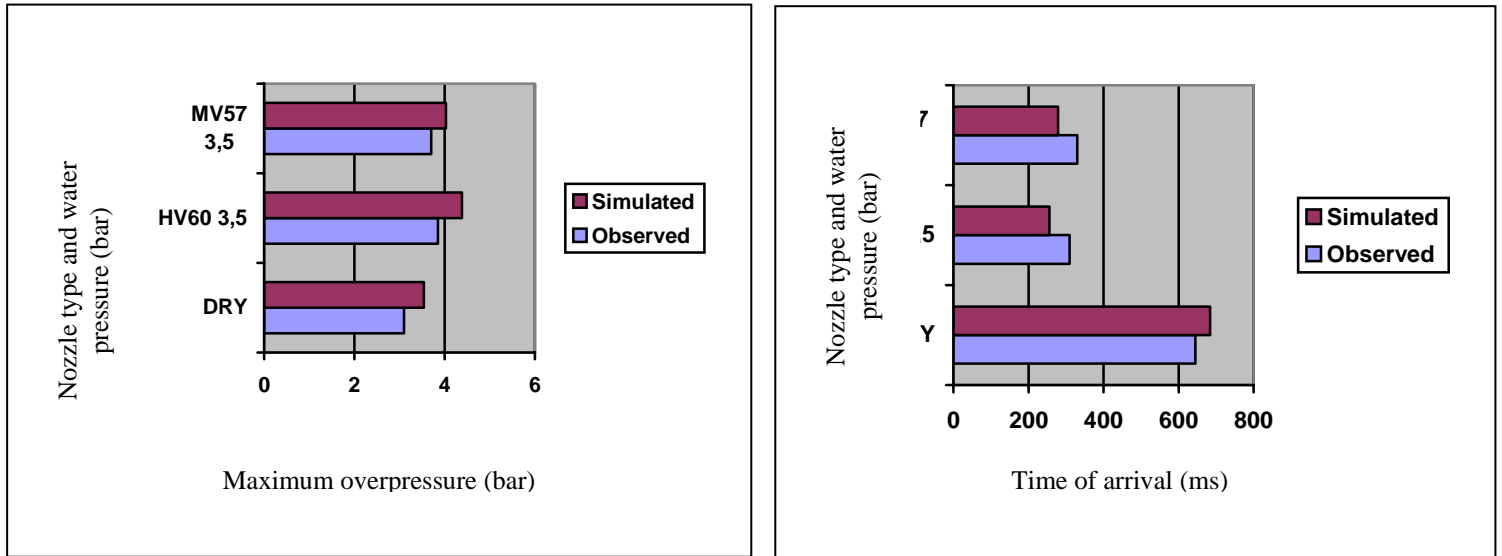 MV57
3,5
HV60 3,5
DRY
Nozzle type and water
pressure (bar)
0 2 4 6
Maximum overpressure (bar)
Simulated
Observed
7
5
Y
Nozzle type and water
pressure (bar)
0 200 400 600 800
Time of arrival (ms)
Simulated
Observed